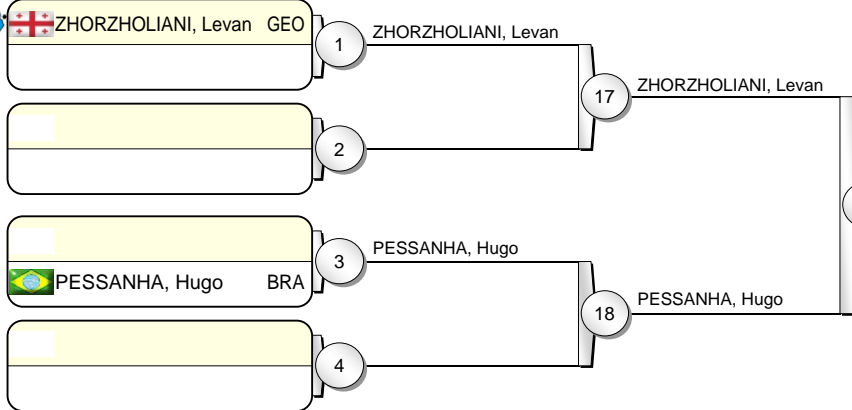 ZHORZHOLIANI, Levan GEO
1
ZHORZHOLIANI, Levan
17
ZHORZHOLIANI, Levan
2
3
PESSANHA, Hugo
PESSANHA, Hugo BRA
18
PESSANHA, Hugo
4